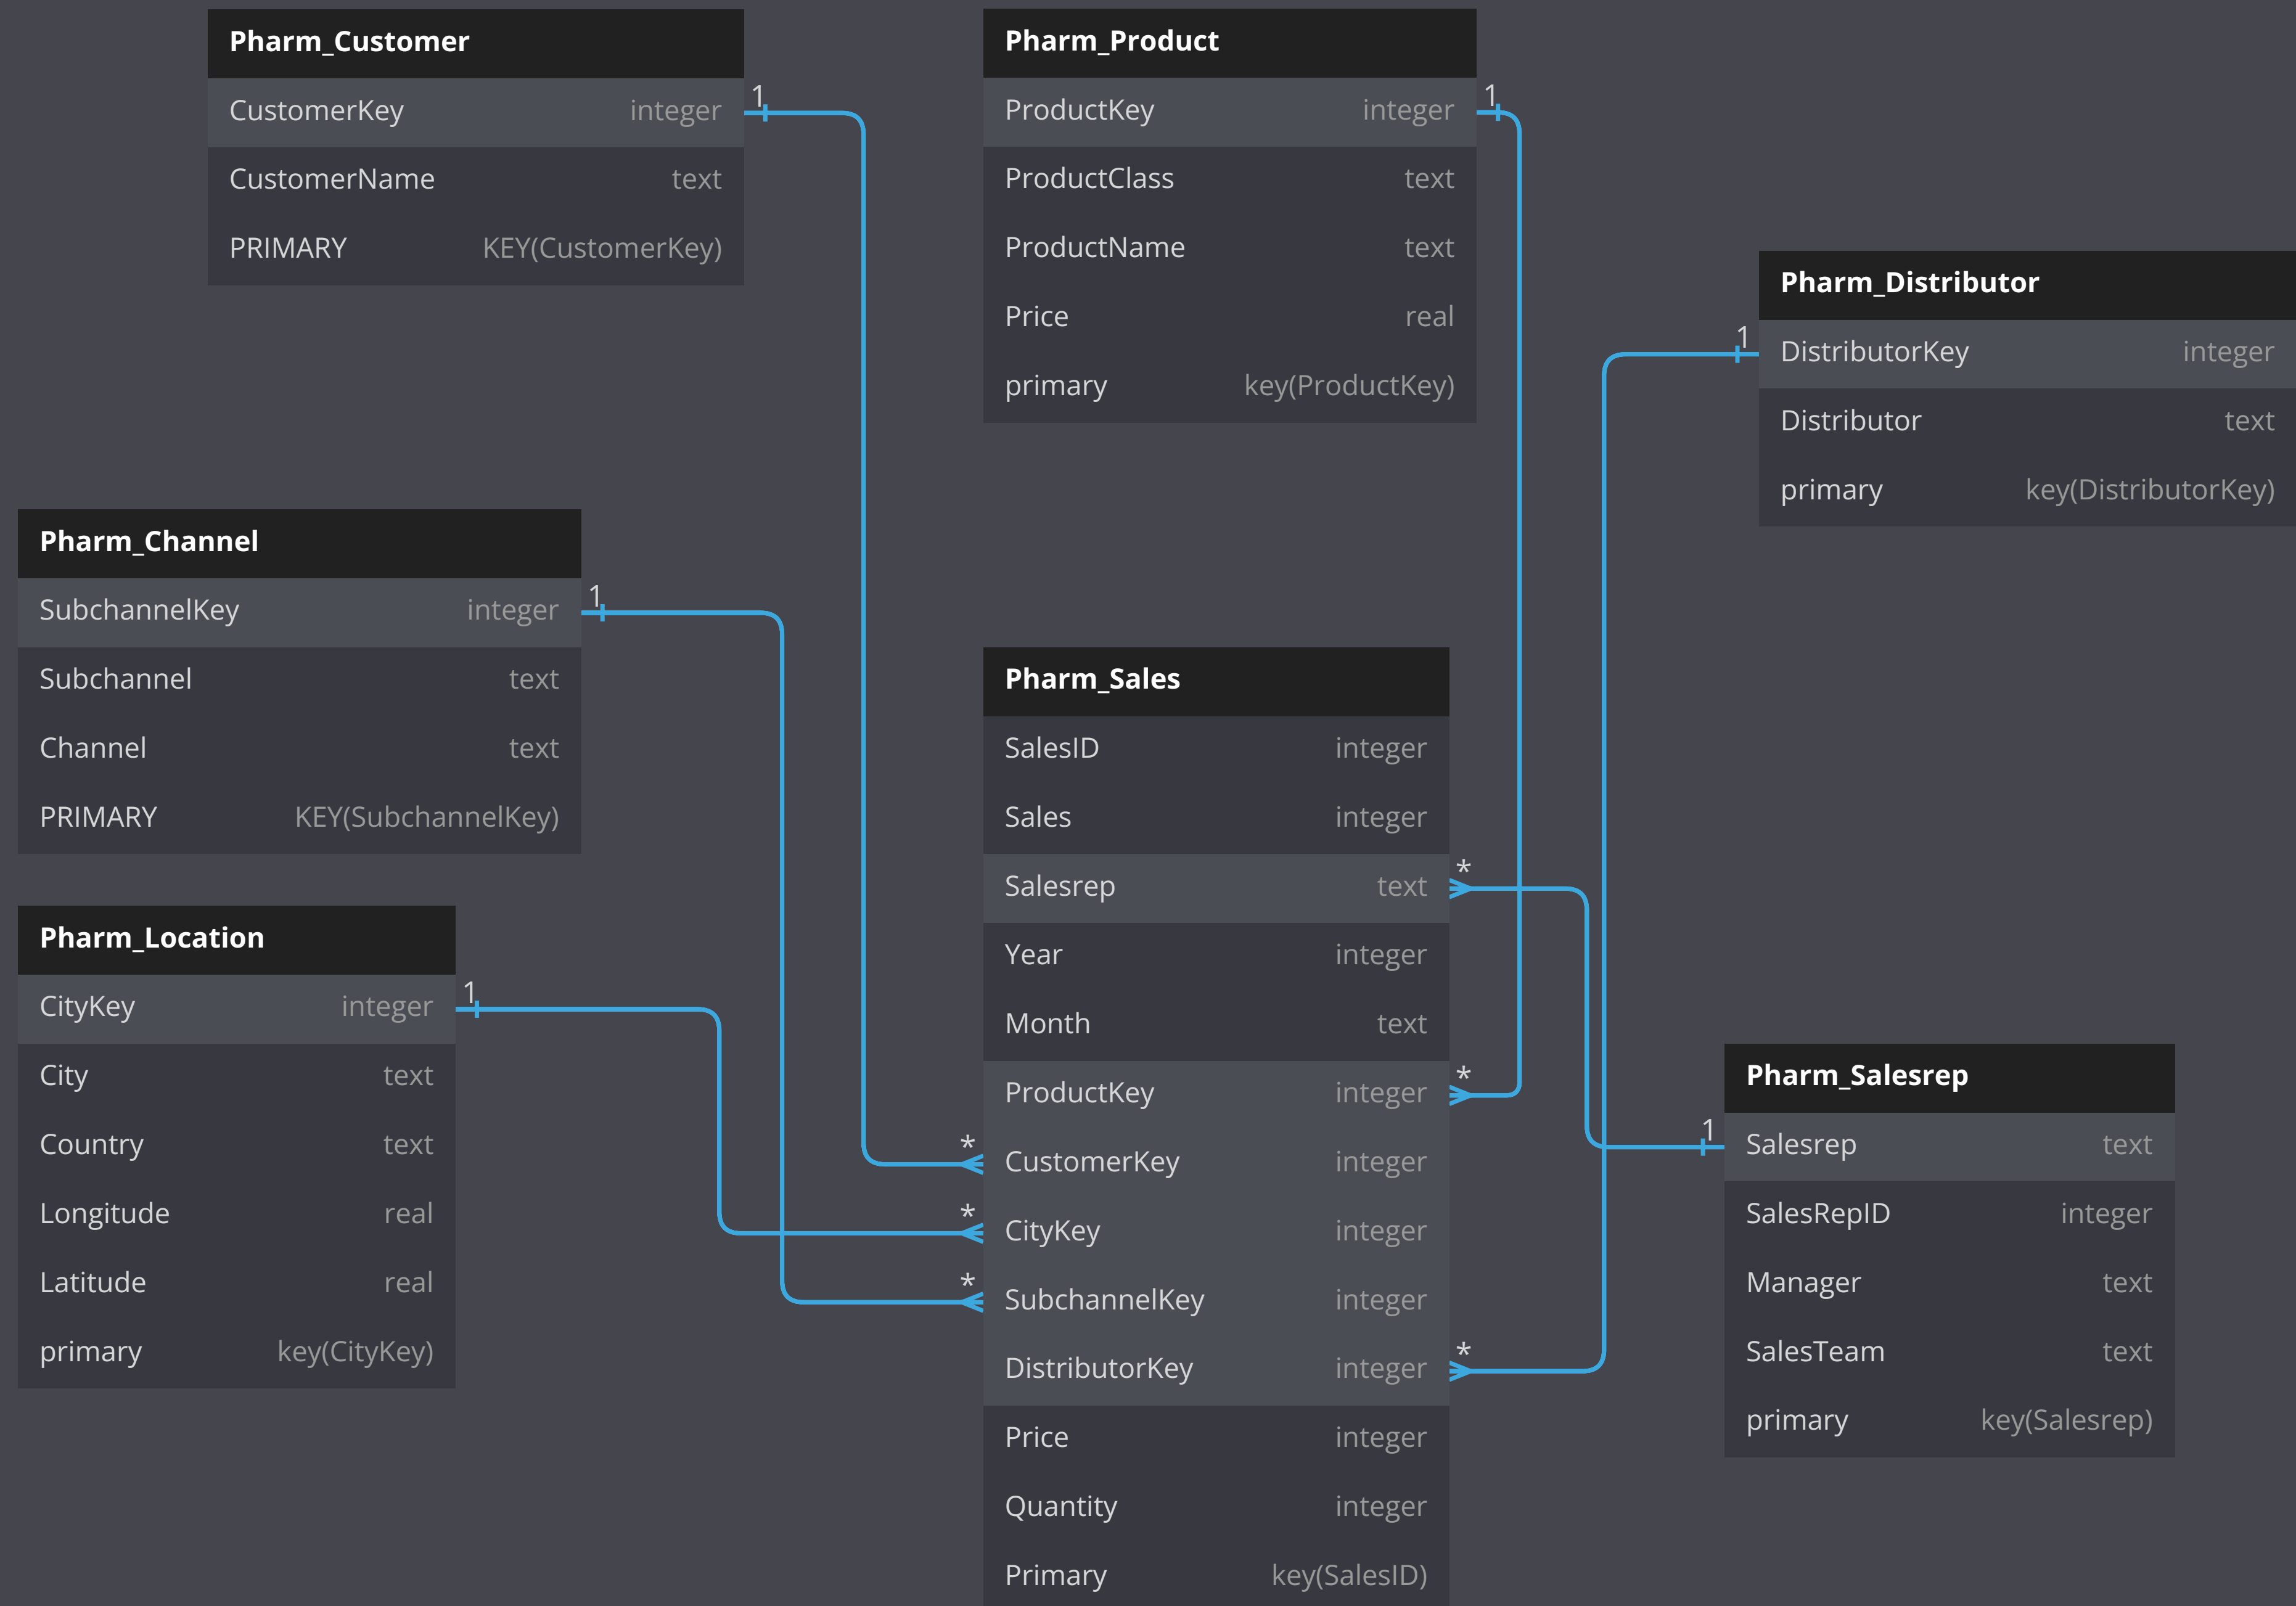 Pharm_Customer
1
CustomerKey integer
CustomerName text
PRIMARY KEY(CustomerKey)
Pharm_Product
1
ProductKey integer
ProductClass text
ProductName text
Price real
primary key(ProductKey)
Pharm_Distributor
1
DistributorKey integer
Distributor text
primary key(DistributorKey)
Pharm_Channel
1
SubchannelKey integer
Subchannel text
Channel text
PRIMARY KEY(SubchannelKey)
Pharm_Location
1
CityKey integer
City text
Country text
Longitude real
Latitude real
primary key(CityKey)
Pharm_Sales
SalesID integer
Sales integer
*
Salesrep text
Year integer
Month text
*
ProductKey integer
*
CustomerKey integer
*
CityKey integer
*
SubchannelKey integer
*
DistributorKey integer
Price integer
Quantity integer
Primary key(SalesID)
Pharm_Salesrep
1
Salesrep text
SalesRepID integer
Manager text
SalesTeam text
primary key(Salesrep)